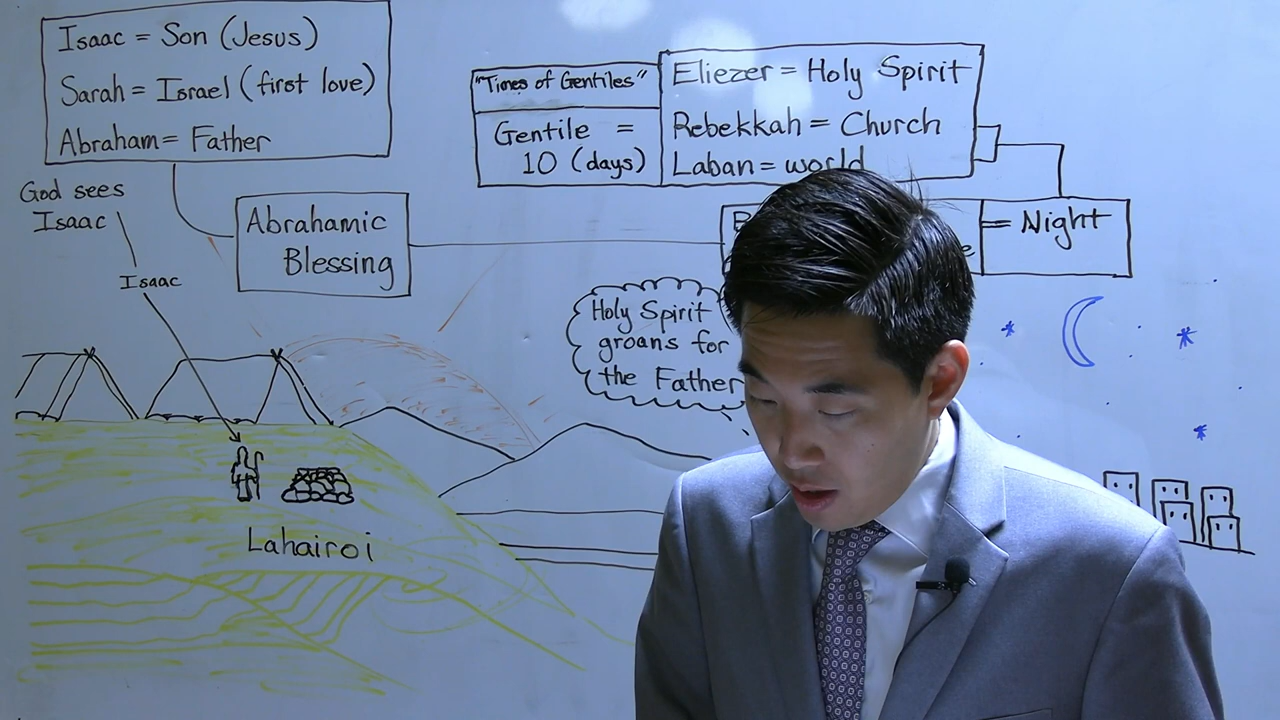 Isaac = Son (Jesus)
Sarah = Israel (first love)
Abraham = Father
"Times of Gentiles"
Gentile =
10 (days)
Eliezer = Holy Spirit
Rebekkah = Church
Laban = world
God sees
Isaac
Isaac
Abrahamic
Blessing
= Night
Holy Spirit
groans for
the Father
Lahairoi